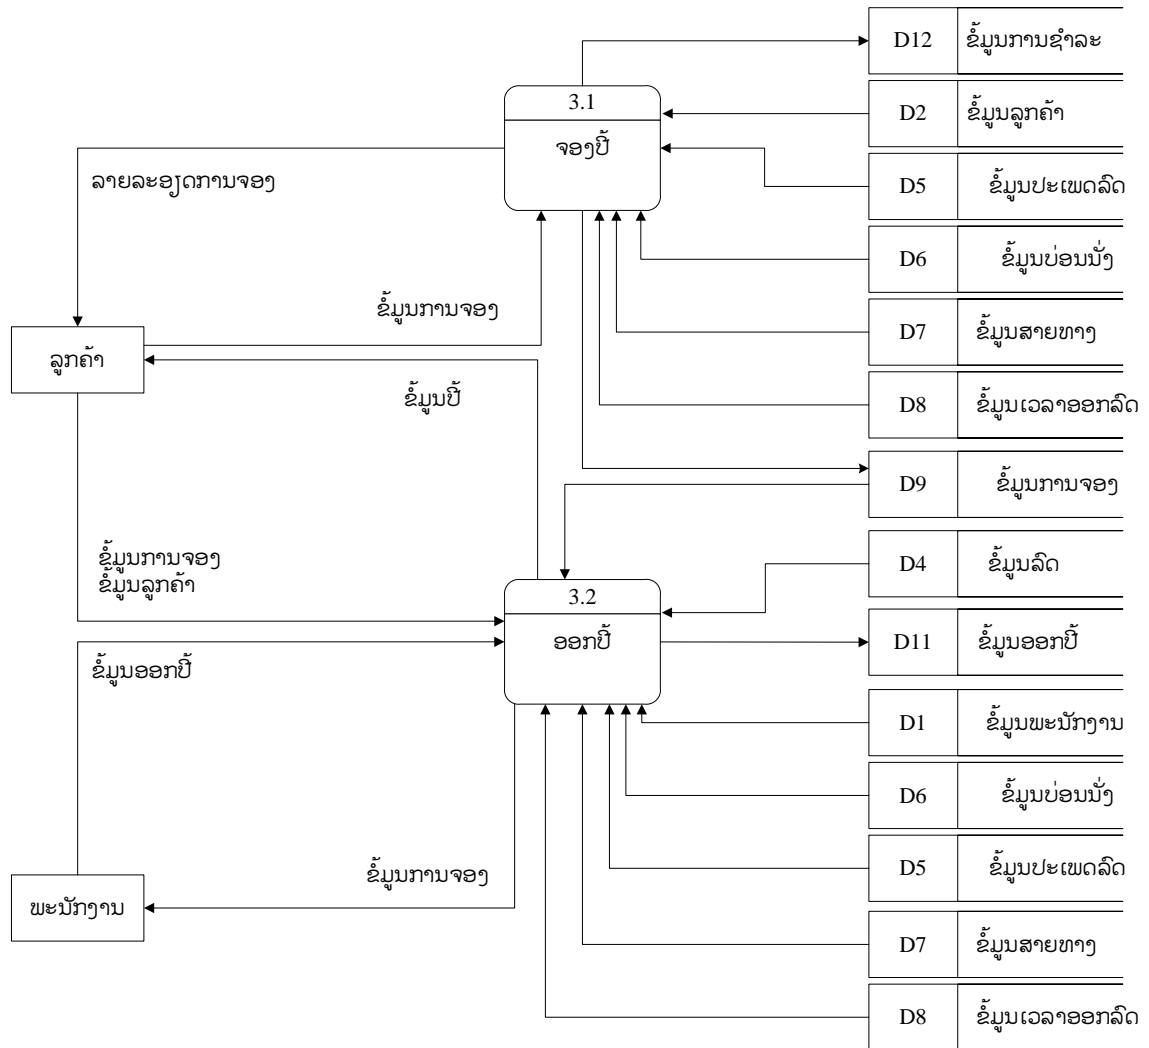 D12 ຂໍ້ມູນການຊຳລະ
3.1
D2 ຂໍ້ມູນລູກຄ້າ
ຈອງປີ້
ລາຍລະອຽດການຈອງ
D5 ຂໍ້ມູນປະເພດລົດ
D6 ຂໍ້ມູນບ່ອນນັ່ງ
ຂໍ້ມູນການຈອງ
D7 ຂໍ້ມູນສາຍທາງ
ລູກຄ້າ
ຂໍ້ມູນປີ້
D8 ຂໍ້ມູນເວລາອອກລົດ
D9 ຂໍ້ມູນການຈອງ
ຂໍ້ມູນການຈອງ
ຂໍ້ມູນລູກຄ້າ
D4 ຂໍ້ມູນລົດ
3.2
ອອກປີ້
D11 ຂໍ້ມູນອອກປີ້
ຂໍ້ມູນອອກປີ້
D1 ຂໍ້ມູນພະນັກງານ
D6 ຂໍ້ມູນບ່ອນນັ່ງ
D5 ຂໍ້ມູນປະເພດລົດ
ຂໍ້ມູນການຈອງ
ພະນັກງານ
D7 ຂໍ້ມູນສາຍທາງ
D8 ຂໍ້ມູນເວລາອອກລົດ